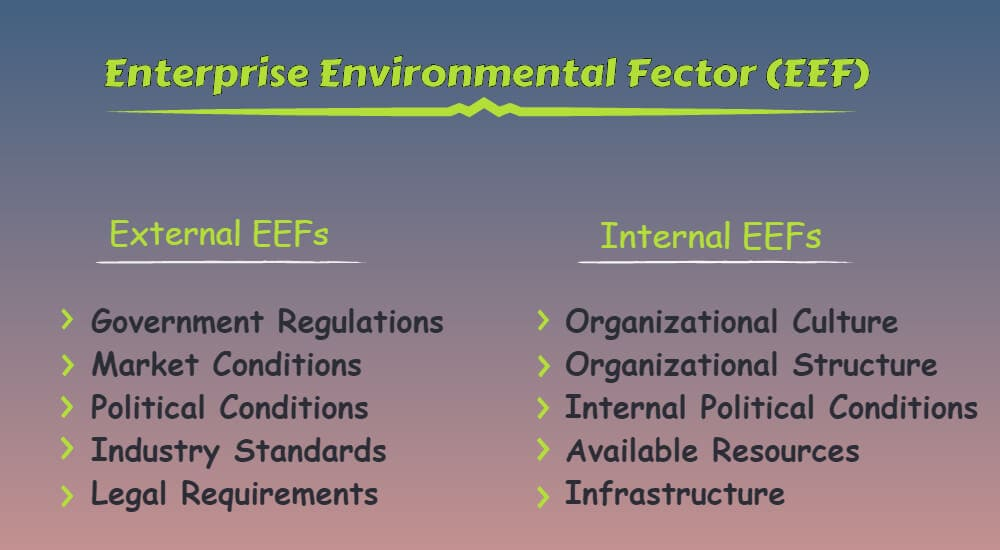 Enterprise Environmental Fector (EEF)
External EEFs
Government Regulations
Market Conditions
Political Conditions
Industry Standards
Legal Requirements
Internal EEFs
Organizational Culture
Organizational Structure
Internal Political Conditions
Available Resources
Infrastructure